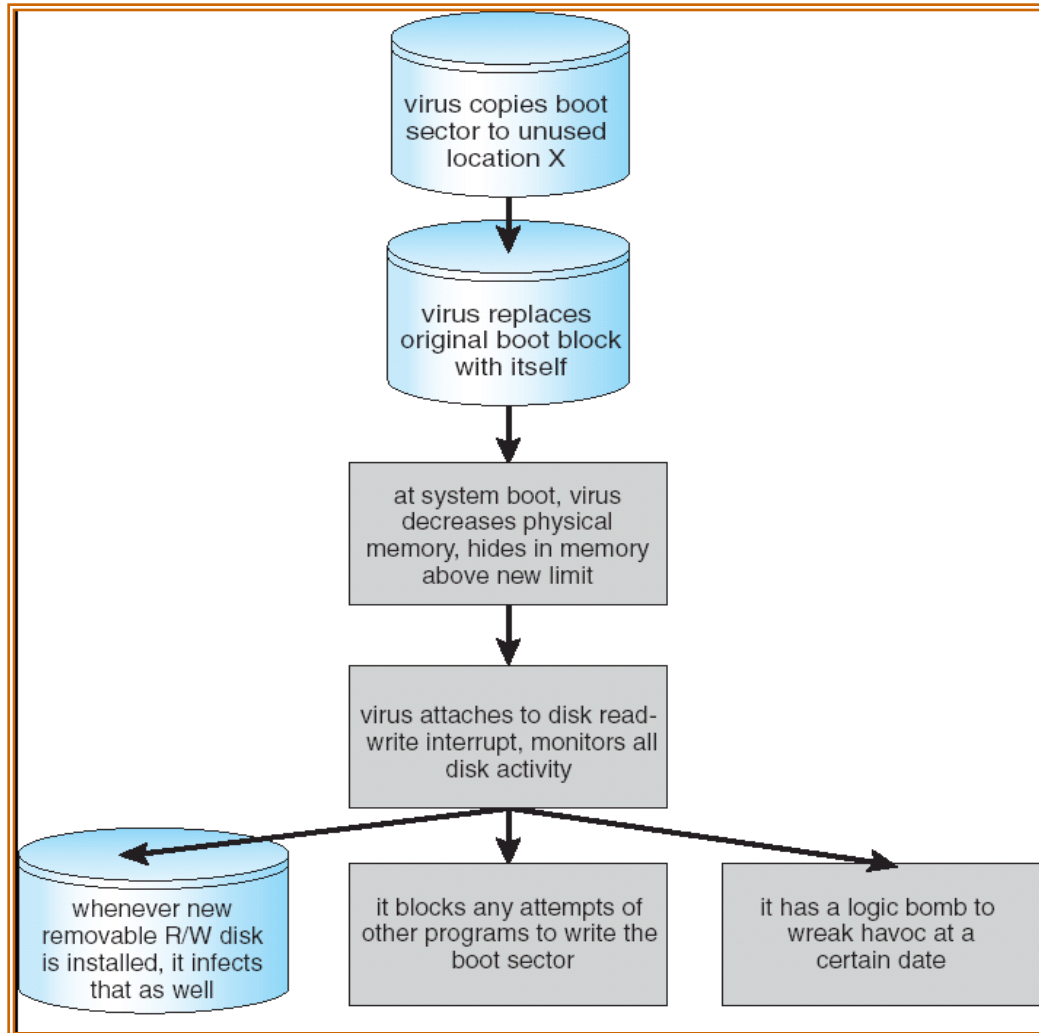 virus copies boot
sector to unused
location X
virus replaces
original boot block
with itself
at system boot, virus
decreases physical
memory, hides in memory
above new limit
virus attaches to disk read-
write interrupt, monitors all
disk activity
whenever new
removable R/W disk
is installed, it infects
that as well
it blocks any attempts of
other programs to write the
boot sector
it has a logic bomb to
wreak havoc at a
certain date